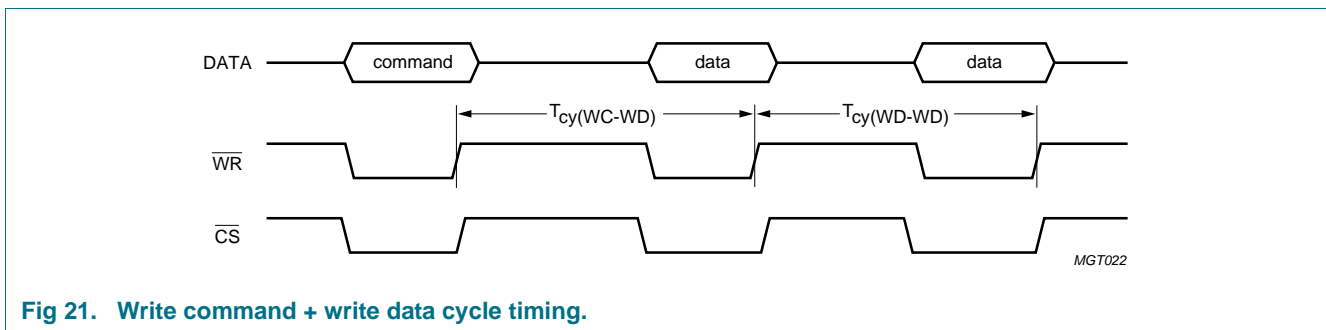 DATA
command
data
data
Tcy(WC-WD)
Tcy(WD-WD)
WR
CS
MGT022
Fig 21. Write command + write data cycle timing.